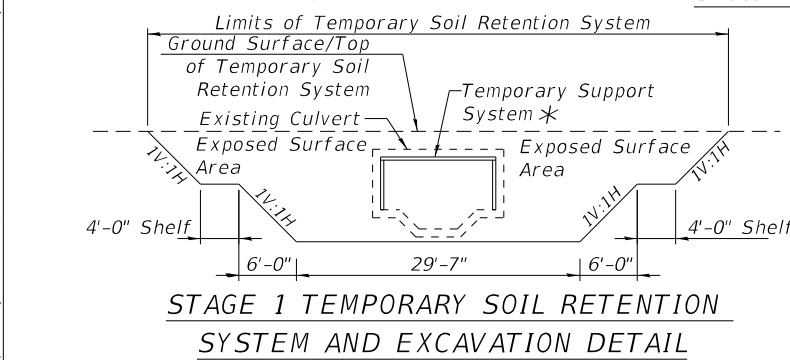 Limits of Temporary Soil Retention System
Ground Surface/Top
of Temporary Soil
Retention System
Temporary Support
System *
Existing Culvert
Exposed Surface
Area
Exposed Surface
Area
1V:1H
1V:1H
1V:1H
1V:1H
4'-0" Shelf
4'-0" Shelf
6'-0"
29'-7"
6'-0"
STAGE 1 TEMPORARY SOIL RETENTION
SYSTEM AND EXCAVATION DETAIL